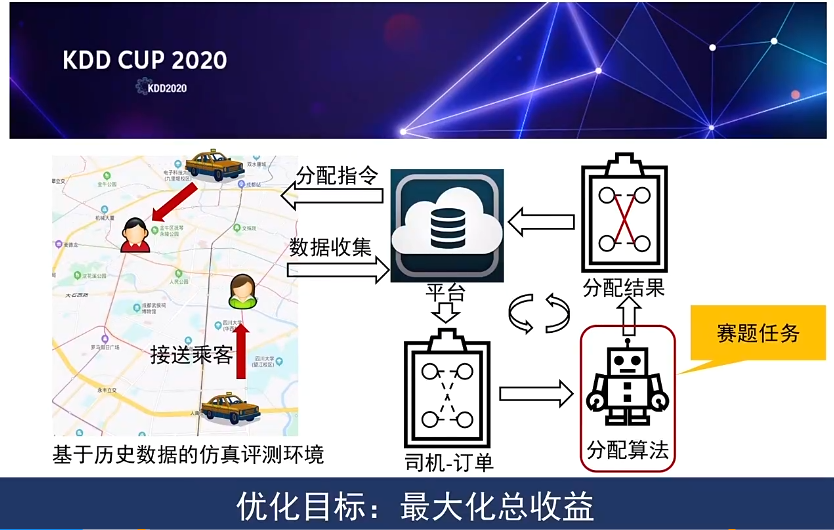 KDD CUP 2020
KDD2020
分配指令
数据收集
平台
分配结果
赛题任务
接送乘客
司机-订单
分配算法
基于历史数据的仿真评测环境
优化目标：最大化总收益